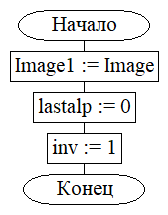 Начало
Image1 := Image
lastalp := 0
inv := 1
Конец